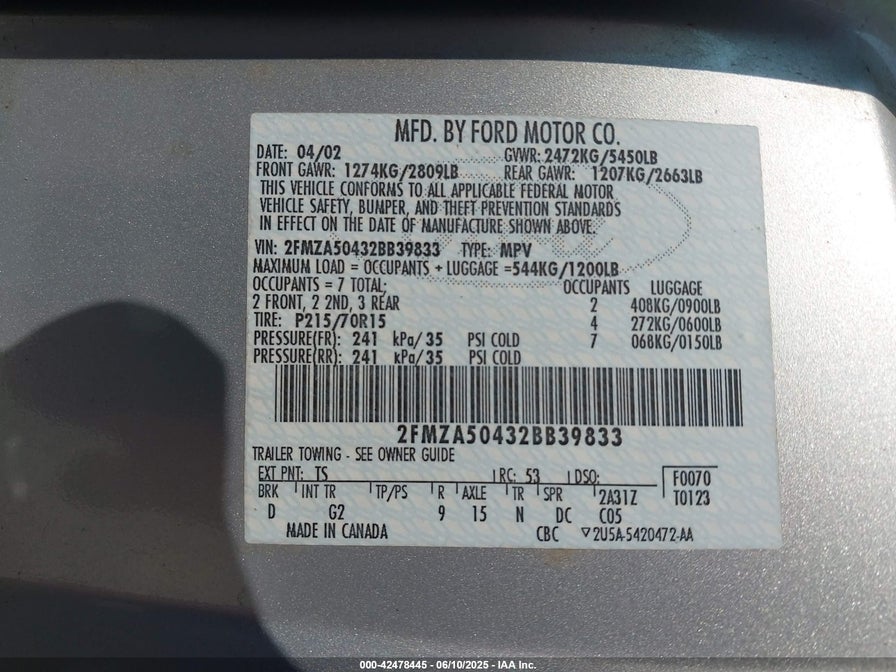 MFD. BY FORD MOTOR CO.
DATE: 04/02 GVWR: 2472KG/5450LB
FRONT GAWR: 1274KG/2809LB REAR GAWR: 1207KG/2663LB
THIS VEHICLE CONFORMS TO ALL APPLICABLE FEDERAL MOTOR
VEHICLE SAFETY, BUMPER, AND THEFT PREVENTION STANDARDS
IN EFFECT ON THE DATE OF MANUFACTURE SHOWN ABOVE.
VIN: 2FMZA50432BB39833 TYPE: MPV
MAXIMUM LOAD = OCCUPANTS + LUGGAGE =544KG/1200LB
OCCUPANTS = 7 TOTAL; OCCUPANTS LUGGAGE
2 FRONT, 2 2ND, 3 REAR 2 408KG/0900LB
TIRE: P215/70R15 4 272KG/0600LB
PRESSURE(FR): 241 kPa/35 PSI COLD 7 068KG/0150LB
PRESSURE(RR): 241 kPa/35 PSI COLD
2FMZA50432BB39833
TRAILER TOWING - SEE OWNER GUIDE
EXT PNT: TS RC: 53 DSO: F0070
BRK INT TR TP/PS R AXLE TR SPR 2A31Z T0123
D G2 9 15 N DC C05
MADE IN CANADA CBC 2U5A-5420472-AA
000-42478445 - 06/10/2025 - IAA Inc.